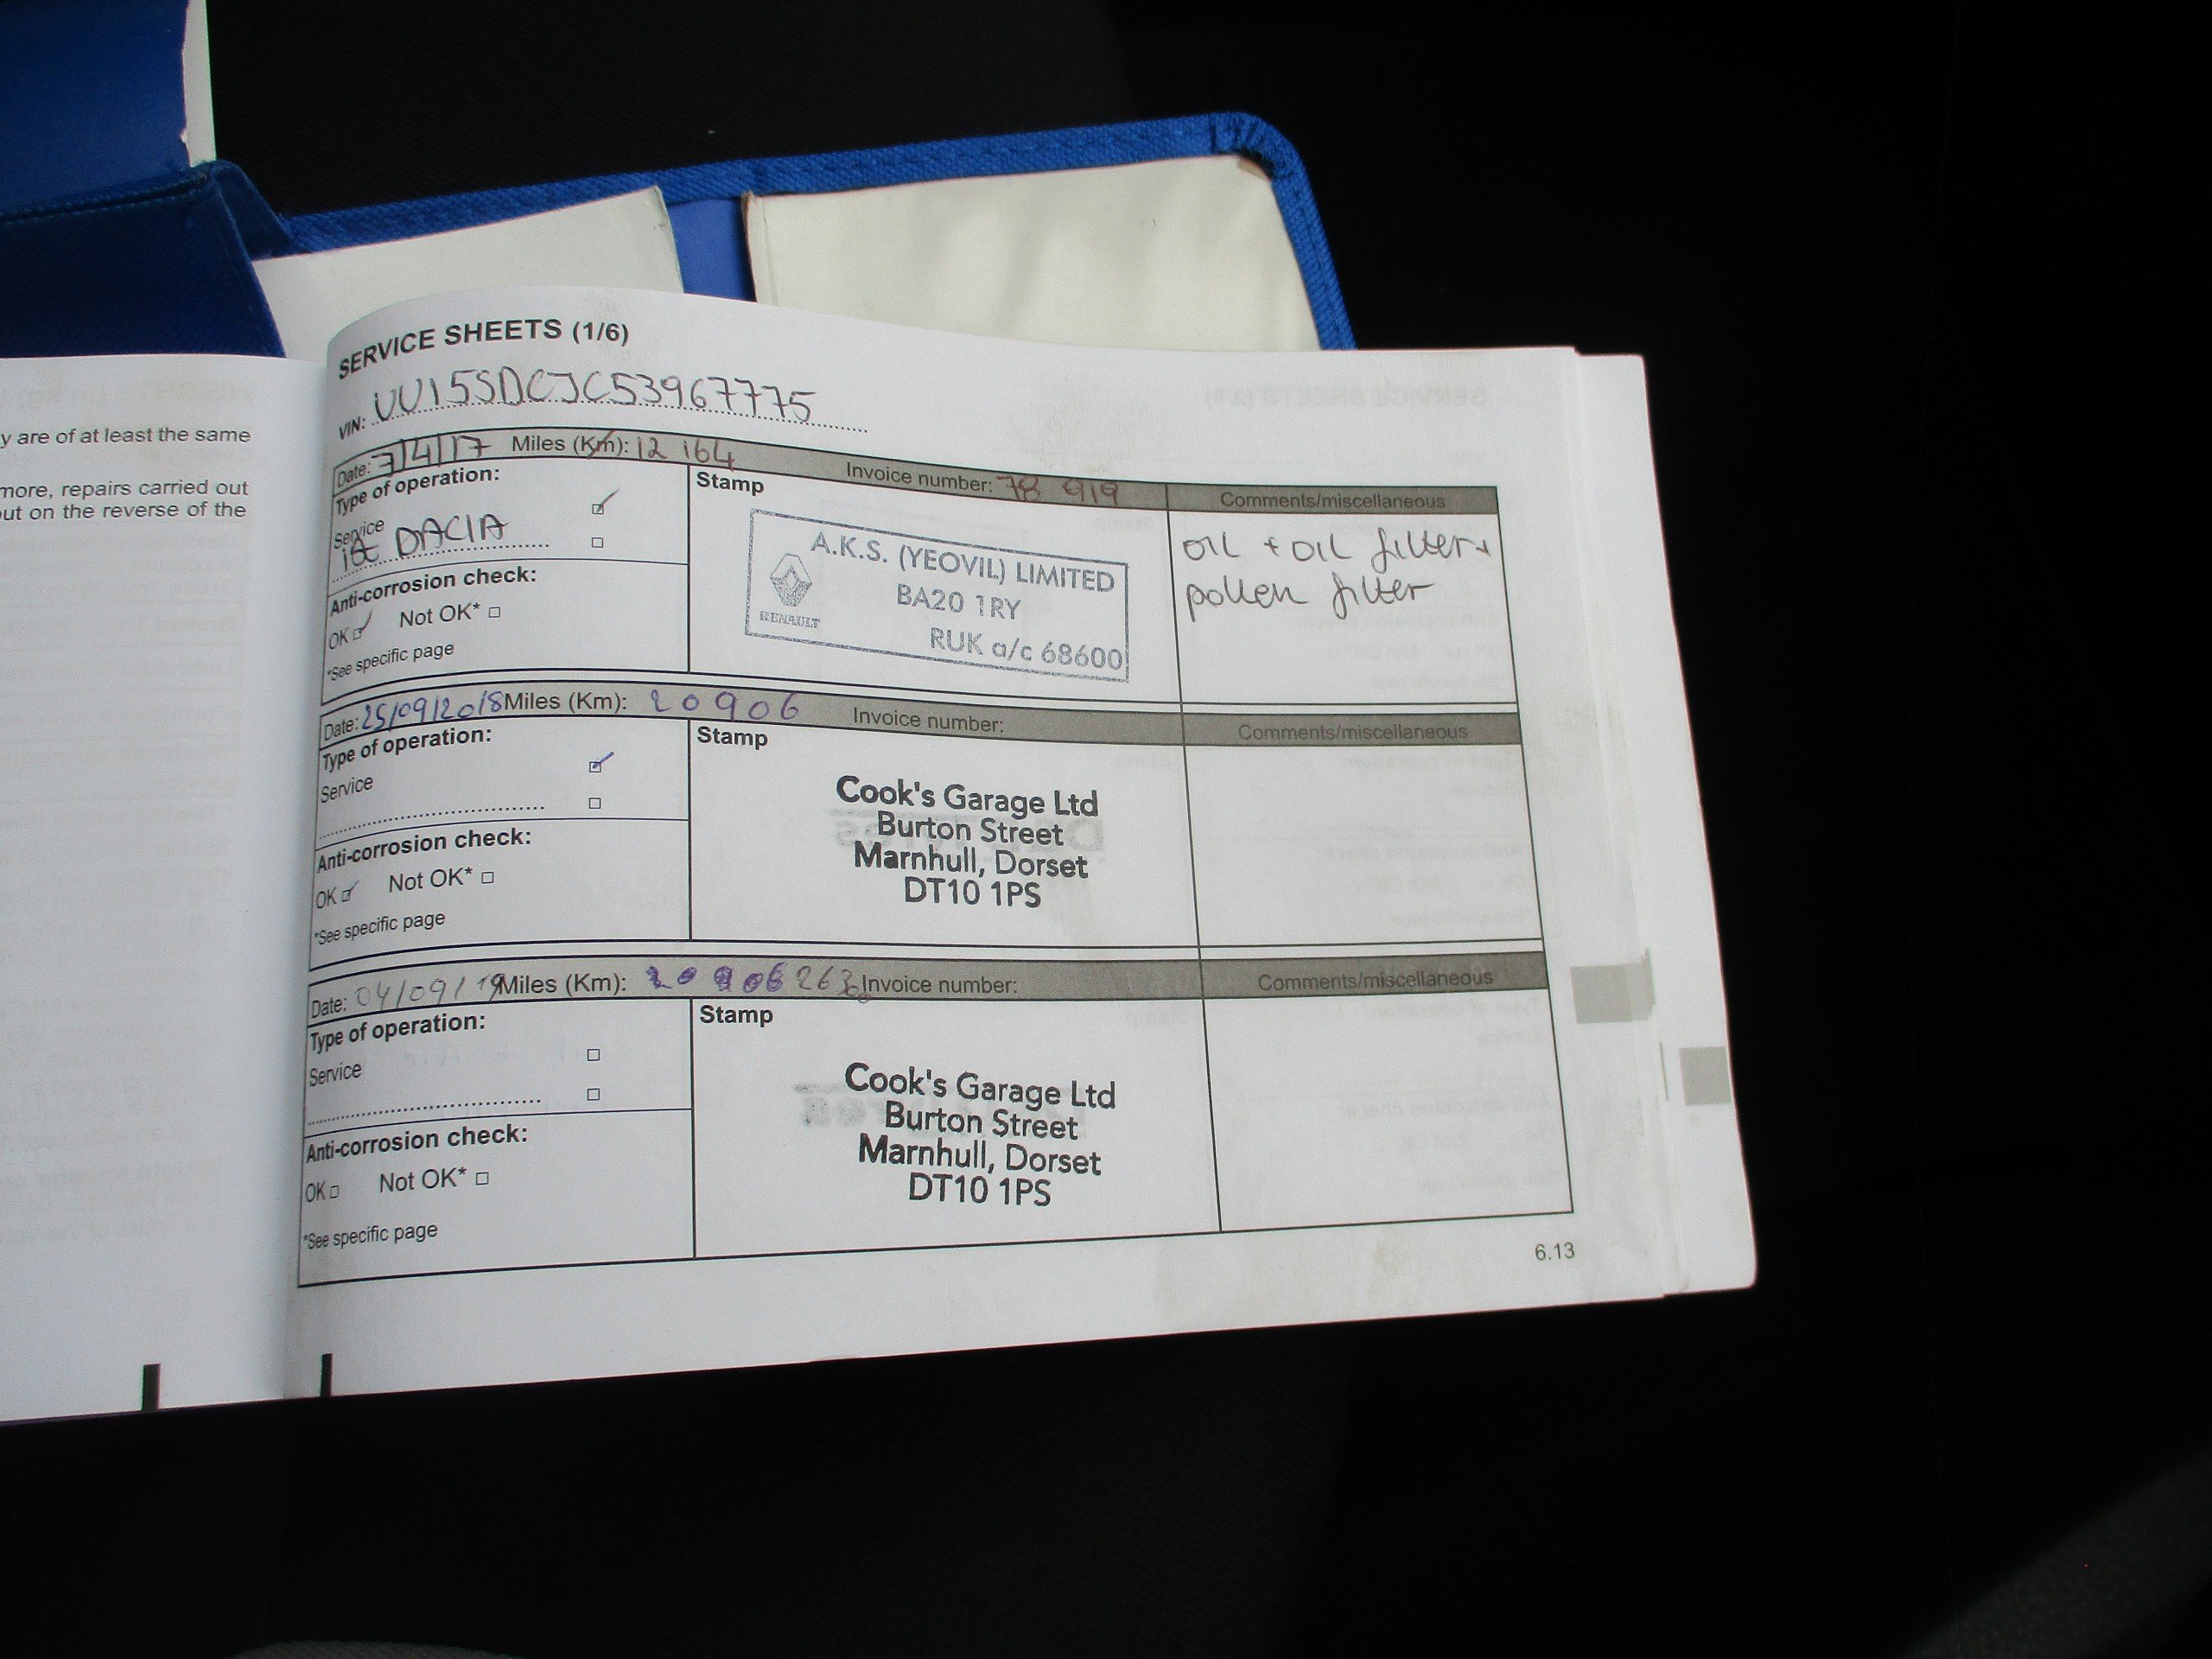 y are of at least the same
more, repairs carried out
out on the reverse of the
SERVICE SHEETS (1/6)
VIN: UU15SDCJC53967775
Date: 7/4/17 Miles (Km): 12 164 Invoice number: 78 919 Comments/miscellaneous
Type of operation:
Service
1st DACIA
Anti-corrosion check:
OK Not OK*
*See specific page
Stamp
A.K.S. (YEOVIL) LIMITED
BA20 1RY
RENAULT
RUK a/c 68600
OIL + OIL filter +
pollen filter
Date: 25/09/2018 Miles (Km): 20906 Invoice number: Comments/miscellaneous
Type of operation:
Service
Anti-corrosion check:
OK Not OK*
*See specific page
Stamp
Cook's Garage Ltd
Burton Street
Marnhull, Dorset
DT10 1PS
Date: 04/09/19 Miles (Km): 20906 Invoice number: Comments/miscellaneous
Type of operation:
Service
Anti-corrosion check:
OK Not OK*
*See specific page
Stamp
Cook's Garage Ltd
Burton Street
Marnhull, Dorset
DT10 1PS
6.13